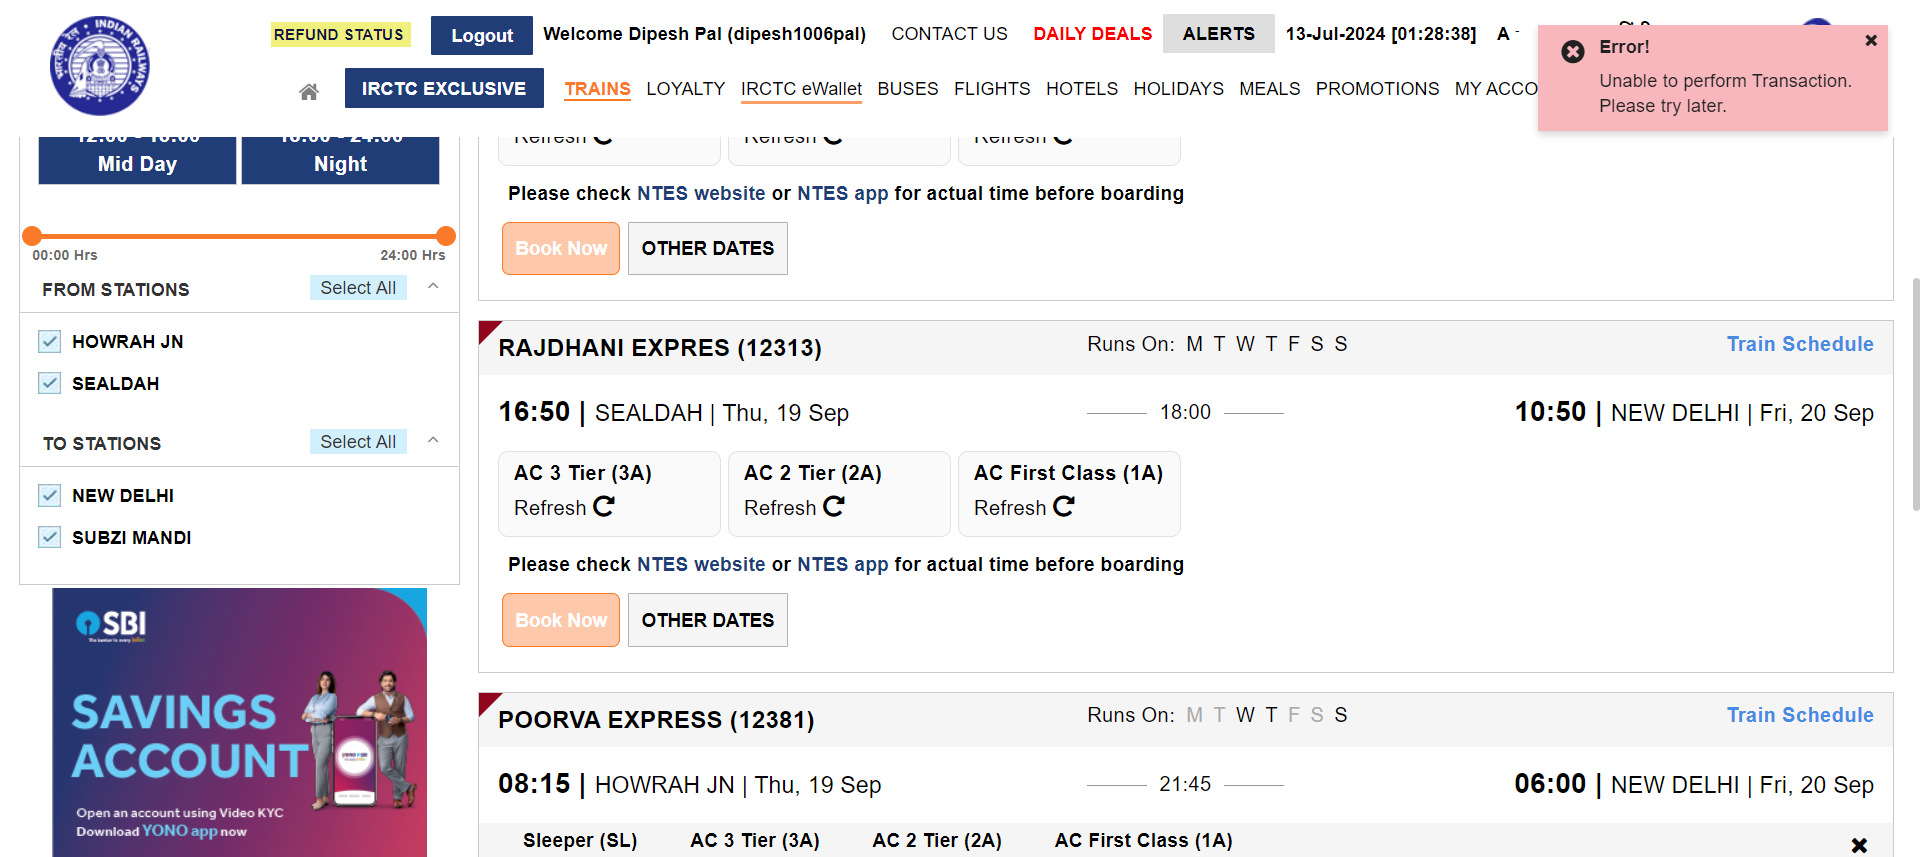 REFUND STATUS
Logout
Welcome Dipesh Pal (dipesh1006pal)
CONTACT US
DAILY DEALS
ALERTS
13-Jul-2024 [01:28:38]
A -
Error!
Unable to perform Transaction.
Please try later.
IRCTC EXCLUSIVE
TRAINS
LOYALTY
IRCTC eWallet
BUSES
FLIGHTS
HOTELS
HOLIDAYS
MEALS
PROMOTIONS
MY ACCO
Mid Day
Night
00:00 Hrs
24:00 Hrs
FROM STATIONS
Select All
HOWRAH JN
SEALDAH
TO STATIONS
Select All
NEW DELHI
SUBZI MANDI
SBI
SAVINGS
ACCOUNT
YONO SBI
Open an account using Video KYC
Download YONO app now
Refresh
Refresh
Refresh
Please check NTES website or NTES app for actual time before boarding
Book Now
OTHER DATES
RAJDHANI EXPRES (12313)
Runs On: M T W T F S S
Train Schedule
16:50 | SEALDAH | Thu, 19 Sep
18:00
10:50 | NEW DELHI | Fri, 20 Sep
AC 3 Tier (3A)
Refresh
AC 2 Tier (2A)
Refresh
AC First Class (1A)
Refresh
Please check NTES website or NTES app for actual time before boarding
Book Now
OTHER DATES
POORVA EXPRESS (12381)
Runs On: M T W T F S S
Train Schedule
08:15 | HOWRAH JN | Thu, 19 Sep
21:45
06:00 | NEW DELHI | Fri, 20 Sep
Sleeper (SL)
AC 3 Tier (3A)
AC 2 Tier (2A)
AC First Class (1A)